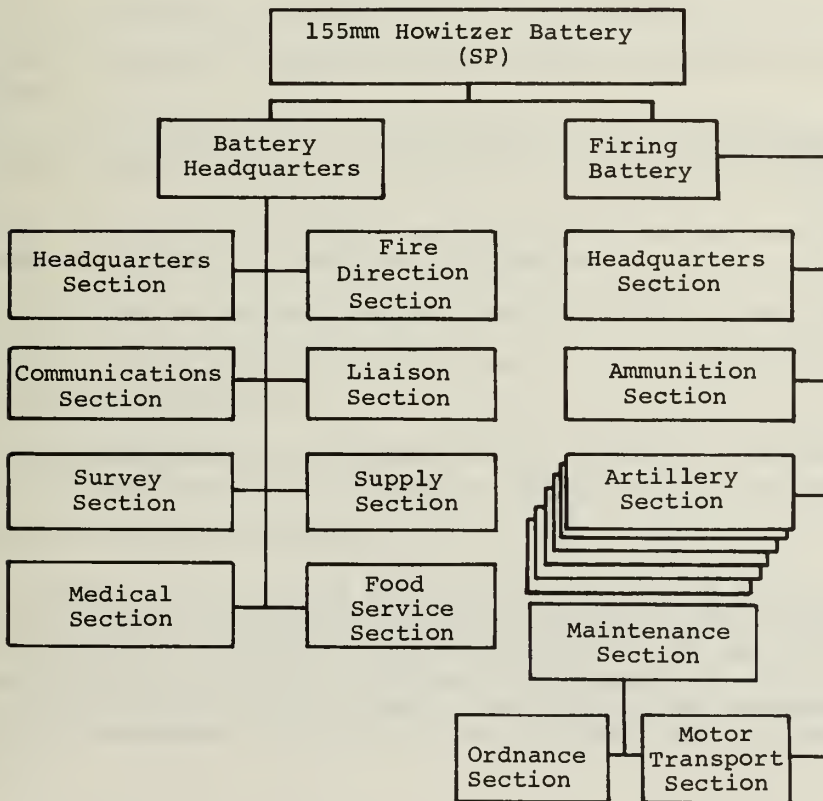 155mm Howitzer Battery
(SP)
Battery
Headquarters
Firing
Battery
Headquarters
Section
Fire
Direction
Section
Headquarters
Section
Communications
Section
Liaison
Section
Ammunition
Section
Survey
Section
Supply
Section
Artillery
Section
Medical
Section
Food
Service
Section
Maintenance
Section
Ordnance
Section
Motor
Transport
Section